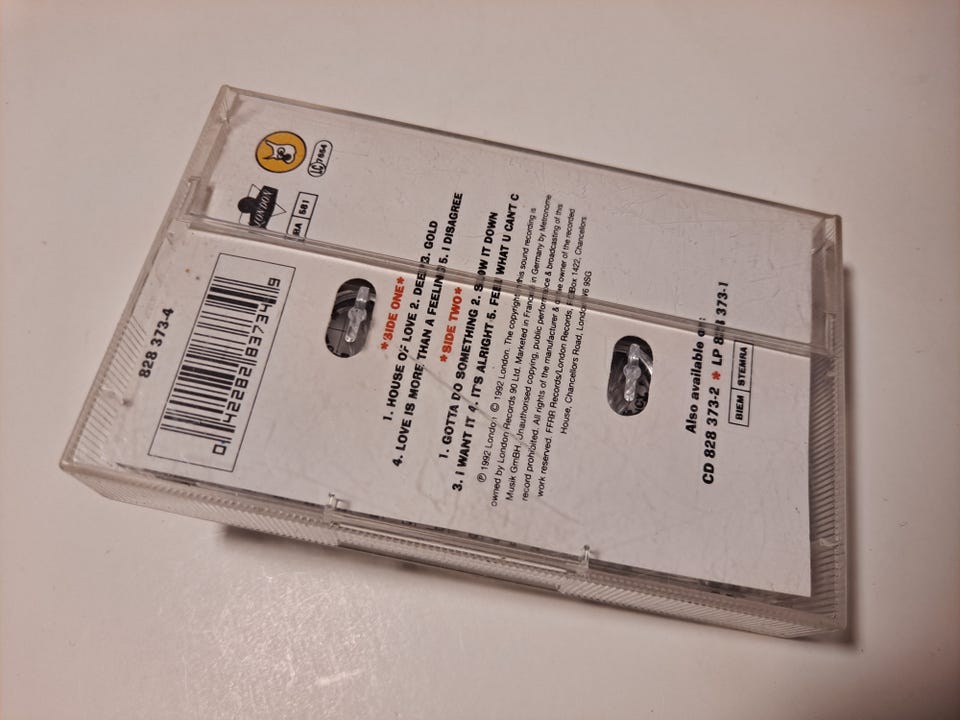 828 373-4
0 42282 83734 9
LONDON
LC 7654
BA 581
*SIDE ONE*
1. HOUSE OF LOVE 2. DEEP 3. GOLD
4. LOVE IS MORE THAN A FEELING 5. I DISAGREE
*SIDE TWO*
1. GOTTA DO SOMETHING 2. SLOW IT DOWN
3. I WANT IT 4. IT'S ALRIGHT 5. FEEL WHAT U CAN'T C
℗ 1992 London © 1992 London. The copyright this sound recording is
owned by London Records 90 Ltd. Marketed in in Germany by Metronome
Musik GmbH. Unauthorised copying, public performance & broadcasting of this
record prohibited. All rights of the manufacturer & owner of the recorded
work reserved. FFRR Records/London Records, Box 1422, Chancellors
House, Chancellors Road, London W6 9SG
Also available on:
CD 828 373-2 * LP 828 373-1
BIEM STEMRA